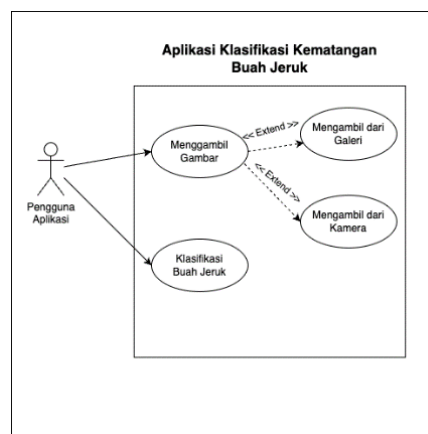 Aplikasi Klasifikasi Kematangan
Buah Jeruk
Menggambil
Gambar
<< Extend >>
Mengambil dari
Galeri
<< Extend >>
Mengambil dari
Kamera
Pengguna
Aplikasi
Klasifikasi
Buah Jeruk